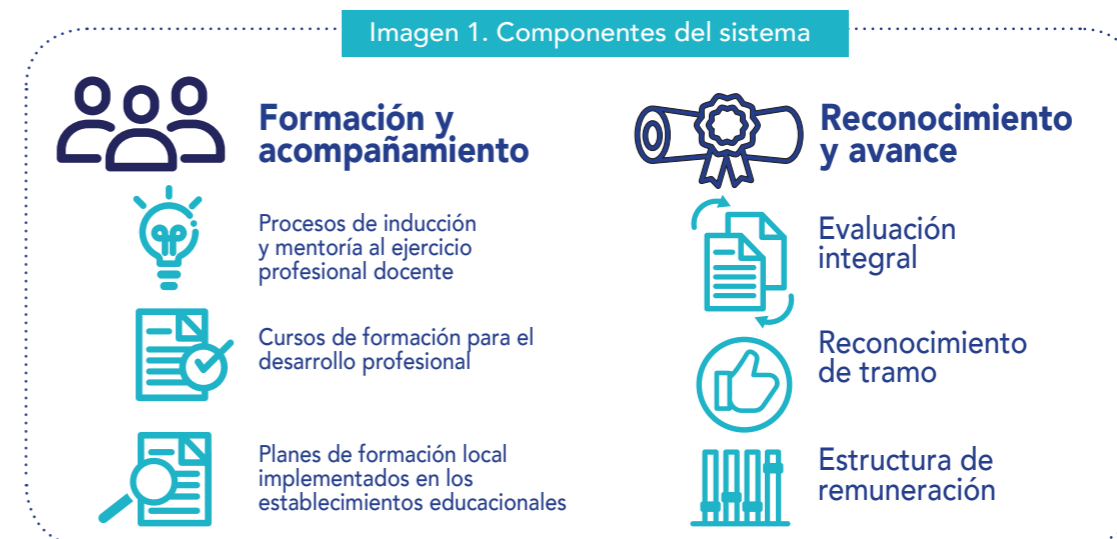 Imagen 1. Componentes del sistema
Formación y
acompañamiento
Procesos de inducción
y mentoría al ejercicio
profesional docente
Cursos de formación para el
desarrollo profesional
Planes de formación local
implementados en los
establecimientos educacionales
Reconocimiento
y avance
Evaluación
integral
Reconocimiento
de tramo
Estructura de
remuneración